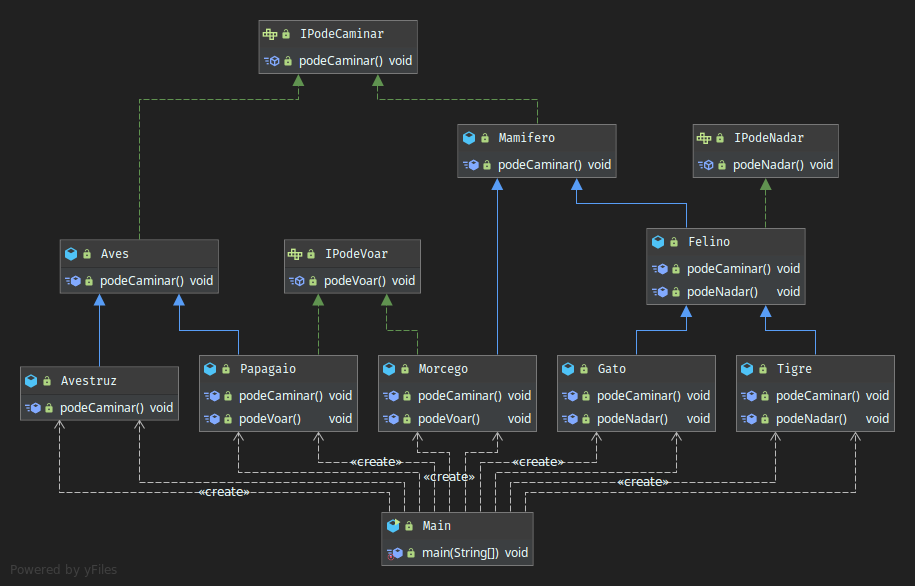 IPodeCaminar
podeCaminar() void
Mamifero
podeCaminar() void
IPodeNadar
podeNadar() void
Aves
podeCaminar() void
IPodeVoar
podeVoar() void
Felino
podeCaminar() void
podeNadar() void
Avestruz
podeCaminar() void
Papagaio
podeCaminar() void
podeVoar() void
Morcego
podeCaminar() void
podeVoar() void
Gato
podeCaminar() void
podeNadar() void
Tigre
podeCaminar() void
podeNadar() void
«create»
«create»
«create»
«create»
«create»
Main
main(String[]) void
Powered by yFiles